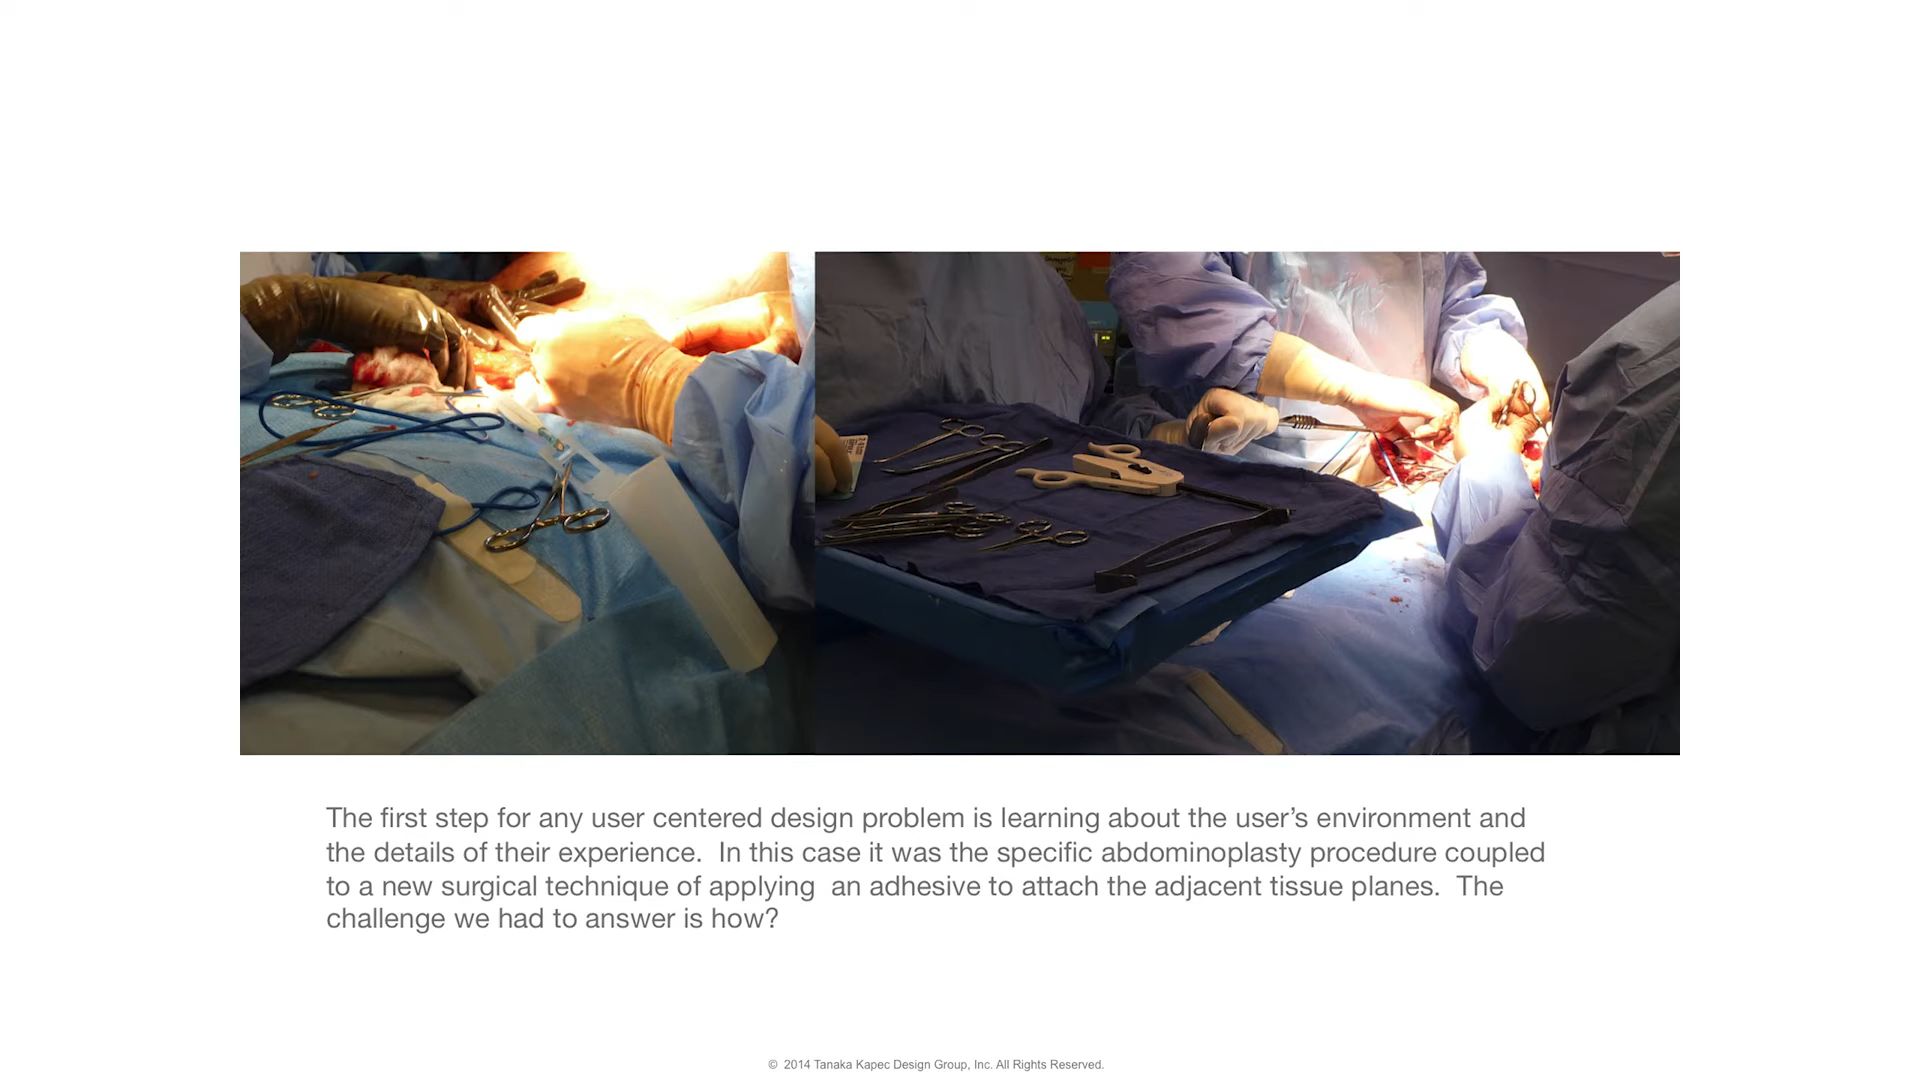 The first step for any user centered design problem is learning about the user’s environment and
the details of their experience.  In this case it was the specific abdominoplasty procedure coupled
to a new surgical technique of applying  an adhesive to attach the adjacent tissue planes.  The
challenge we had to answer is how?
©  2014 Tanaka Kapec Design Group, Inc. All Rights Reserved.